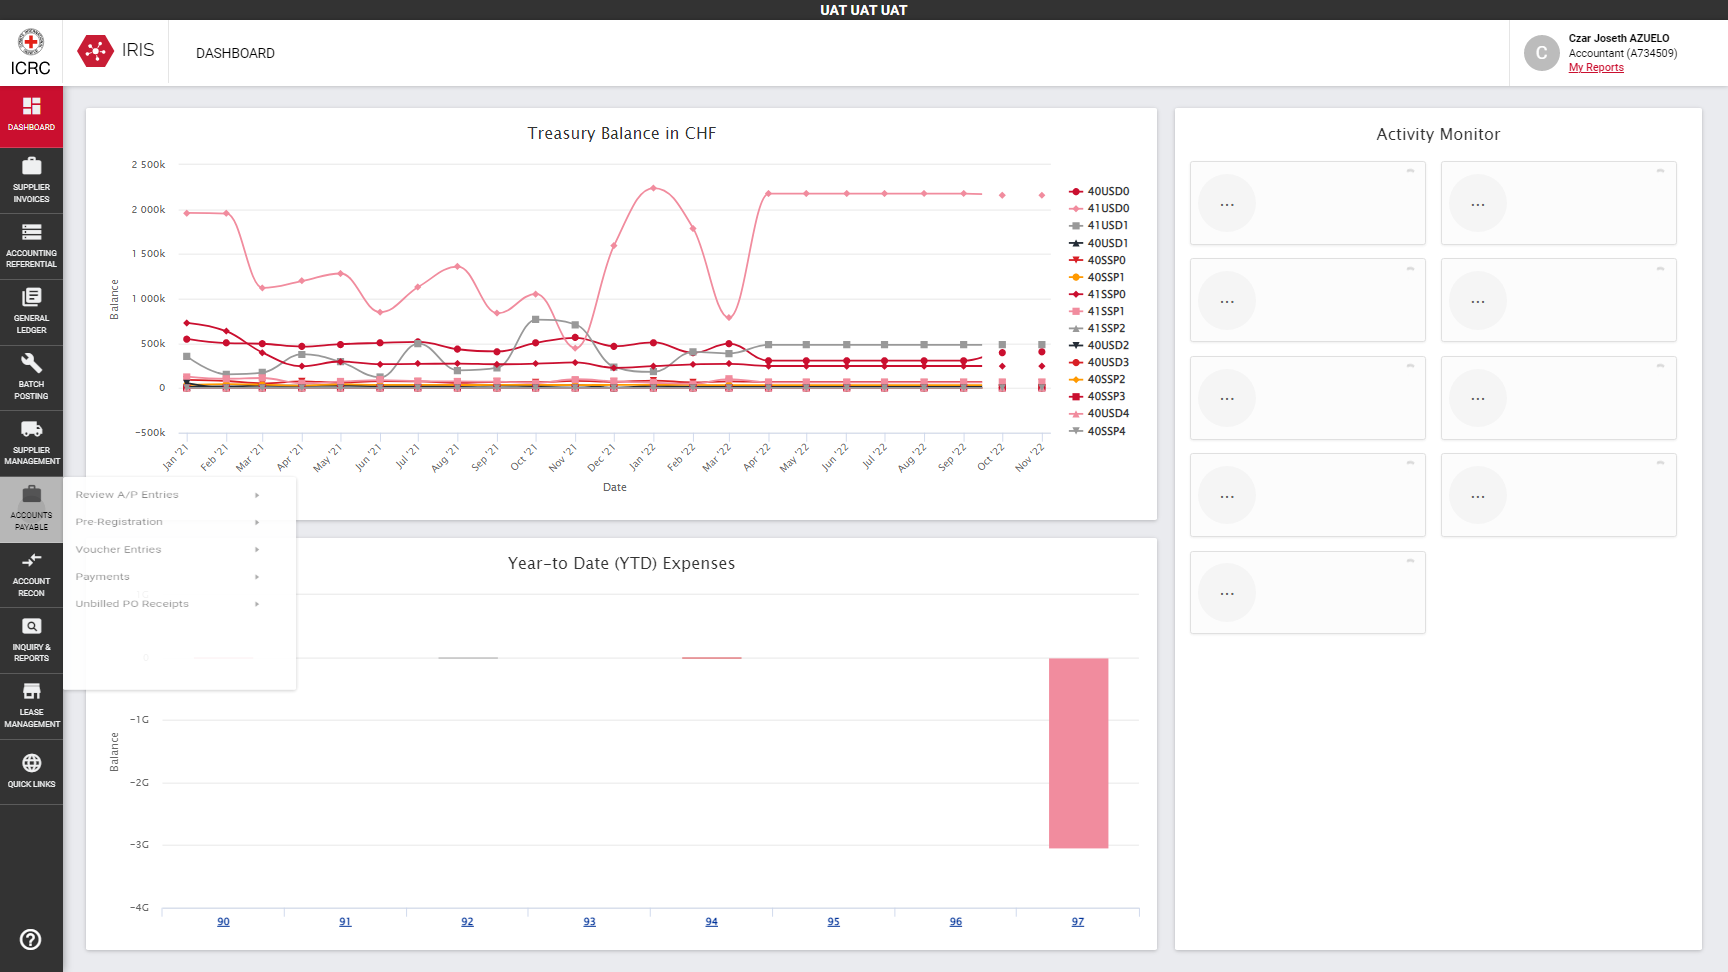 UAT UAT UAT
ICRC
IRIS
DASHBOARD
C
Czar Joseth AZUELO
Accountant (A734509)
My Reports
DASHBOARD
SUPPLIER
INVOICES
ACCOUNTING
REFERENTIAL
GENERAL
LEDGER
BATCH
POSTING
SUPPLIER
MANAGEMENT
ACCOUNTS
PAYABLE
ACCOUNT
RECON
INQUIRY &
REPORTS
LEASE
MANAGEMENT
QUICK LINKS
Review A/P Entries
Pre-Registration
Voucher Entries
Payments
Unbilled PO Receipts
Treasury Balance in CHF
Balance
2 500k
2 000k
1 500k
1 000k
500k
0
-500k
Jan '21
Feb '21
Mar '21
Apr '21
May '21
Jun '21
Jul '21
Aug '21
Sep '21
Oct '21
Nov '21
Dec '21
Jan '22
Feb '22
Mar '22
Apr '22
May '22
Jun '22
Jul '22
Aug '22
Sep '22
Oct '22
Nov '22
Date
40USD0
41USD0
41USD1
40USD1
40SSP0
40SSP1
41SSP0
41SSP1
41SSP2
40USD2
40USD3
40SSP2
40SSP3
40USD4
40SSP4
Year-to Date (YTD) Expenses
Balance
1G
0
-1G
-2G
-3G
-4G
90
91
92
93
94
95
96
97
Activity Monitor
...
...
...
...
...
...
...
...
...